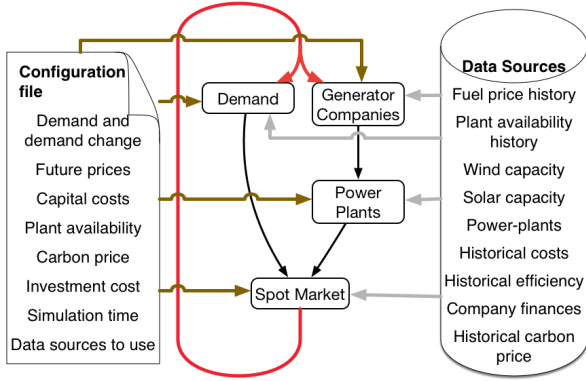 Configuration
file
Demand and
demand change
Future prices
Capital costs
Plant availability
Carbon price
Investment cost
Simulation time
Data sources to use
Demand
Generator
Companies
Power
Plants
Spot Market
Data Sources
Fuel price history
Plant availability
history
Wind capacity
Solar capacity
Power-plants
Historical costs
Historical efficiency
Company finances
Historical carbon
price